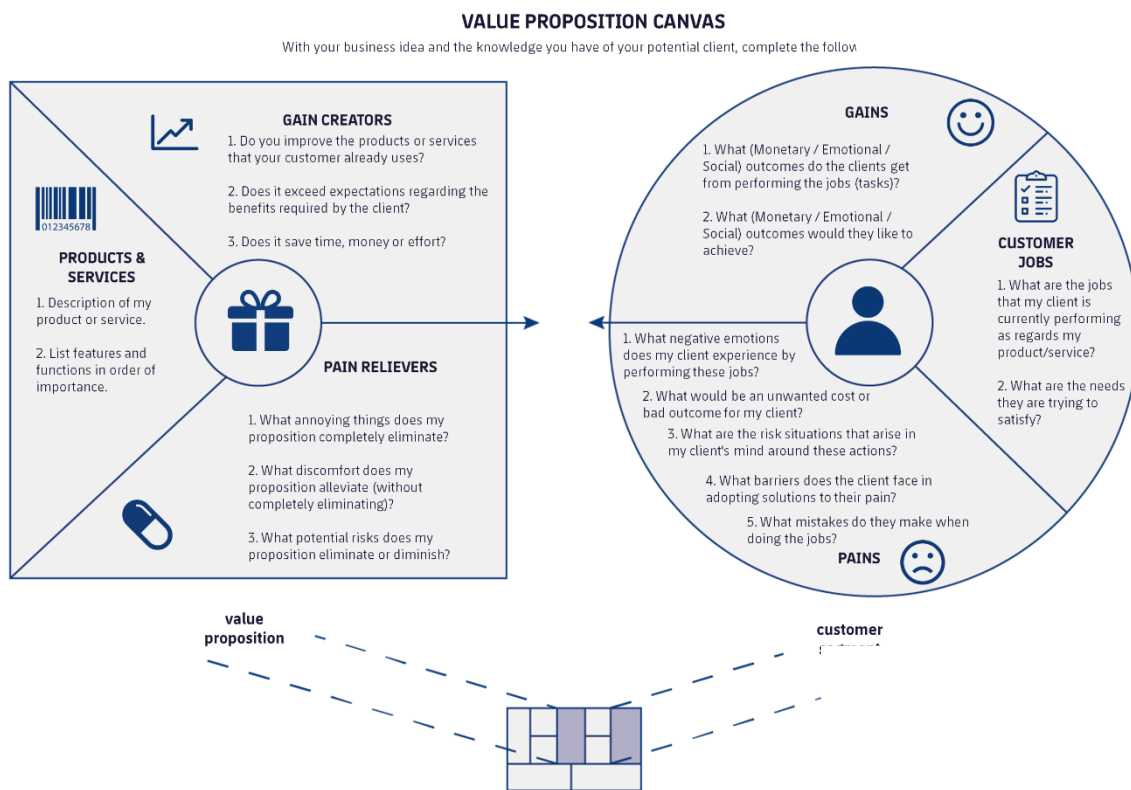 VALUE PROPOSITION CANVAS
With your business idea and the knowledge you have of your potential client, complete the
GAIN CREATORS
1. Do you improve the products or services
that your customer already uses?
2. Does it exceed expectations regarding the
benefits required by the client?
3. Does it save time, money or effort?
012345678
PRODUCTS &
SERVICES
1. Description of my
product or service.
2. List features and
functions in order of
importance.
PAIN RELIEVERS
1. What annoying things does my
proposition completely eliminate?
2. What discomfort does my
proposition alleviate (without
completely eliminating)?
3. What potential risks does my
proposition eliminate or diminish?
GAINS
1. What (Monetary / Emotional /
Social) outcomes do the clients get
from performing the jobs (tasks)?
2. What (Monetary / Emotional /
Social) outcomes would they like to
achieve?
CUSTOMER
JOBS
1. What are the jobs
that my client is
currently performing
as regards my
product/service?
2. What are the needs
they are trying to
satisfy?
1. What negative emotions
does my client experience by
performing these jobs?
2. What would be an unwanted cost or
bad outcome for my client?
3. What are the risk situations that arise in
my client's mind around these actions?
4. What barriers does the client face in
adopting solutions to their pain?
5. What mistakes do they make when
doing the jobs?
PAINS
value
proposition
customer